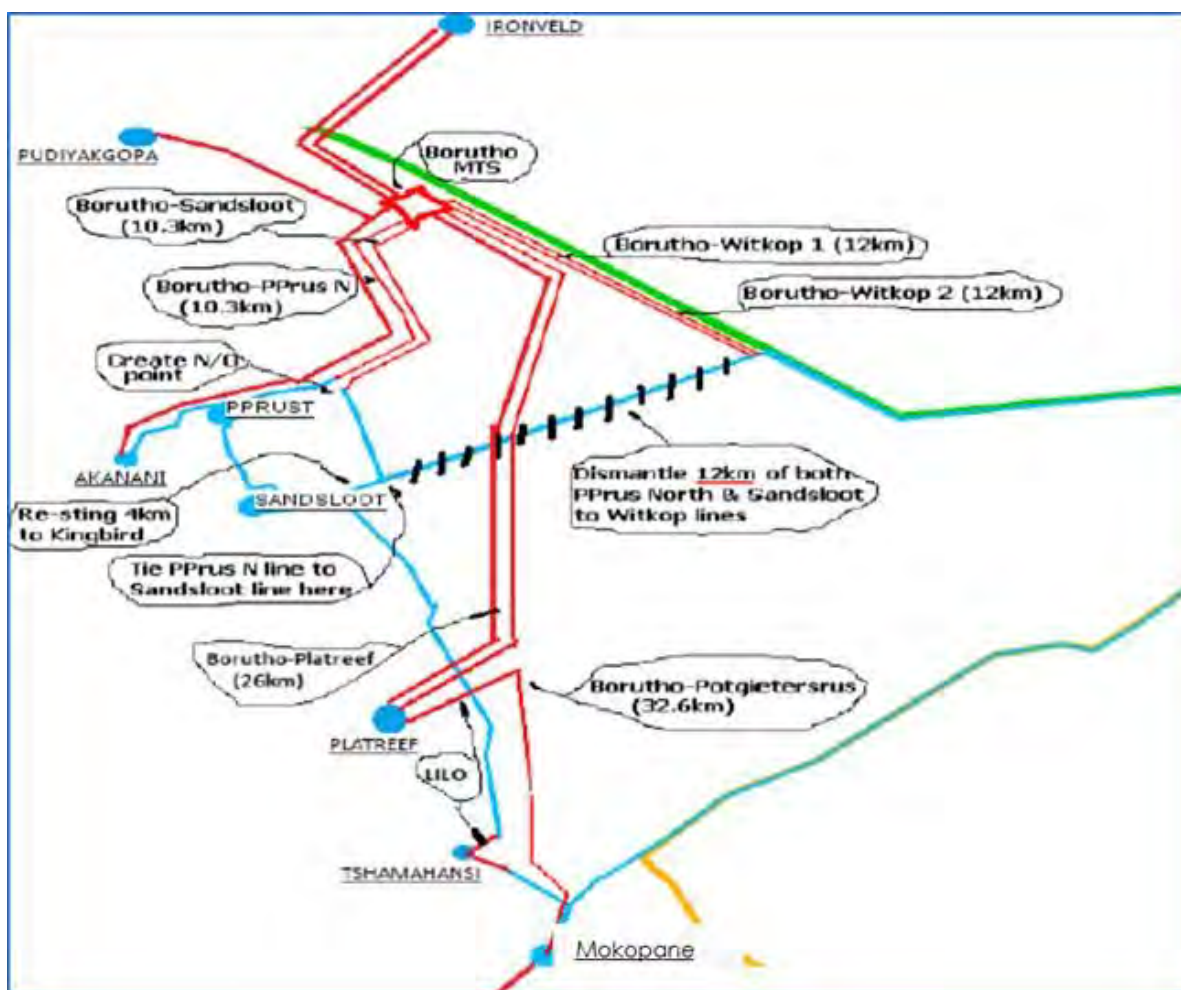 IRONVELD
PUDIYAKGOPA
Borutho
MTS
Borutho-Sandsloot
(10.3km)
Borutho-Witkop 1 (12km)
Borutho-PPrus N
(10.3km)
Borutho-Witkop 2 (12km)
Create N/O
point
PPRUST
AKANANI
SANDSLOOT
Dismantle 12km of both
PPrus North & Sandsloot
to Witkop lines
Re-sting 4km
to Kingbird
Tie PPrus N line to
Sandsloot line here
Borutho-Platreef
(26km)
Borutho-Potgietersrus
(32.6km)
PLATREEF
LILO
TSHAMAHANSI
Mokopane